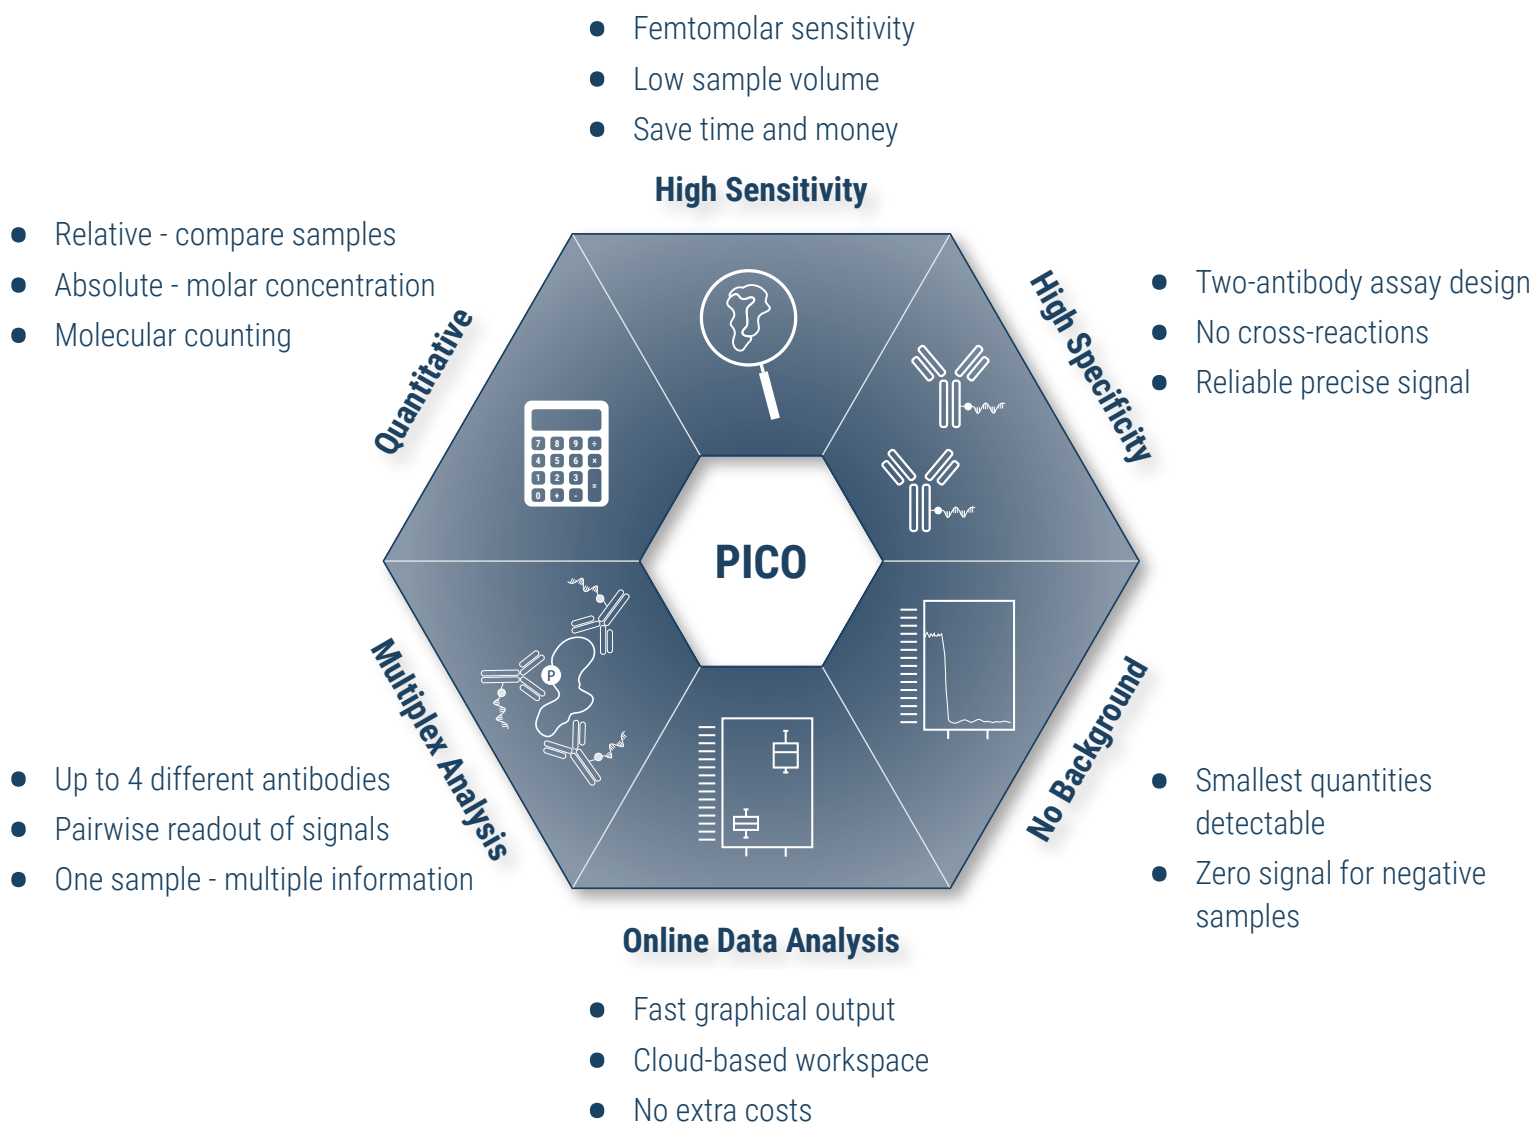 • Femtomolar sensitivity
• Low sample volume
• Save time and money
High Sensitivity
• Relative - compare samples
• Absolute - molar concentration
• Molecular counting
Quantitative
High Specificity
• Two-antibody assay design
• No cross-reactions
• Reliable precise signal
7 8 9 ÷
4 5 6 ×
1 2 3 =
0 + -
PICO
P
Multiplex Analysis
• Up to 4 different antibodies
• Pairwise readout of signals
• One sample - multiple information
No Background
• Smallest quantities
detectable
• Zero signal for negative
samples
Online Data Analysis
• Fast graphical output
• Cloud-based workspace
• No extra costs